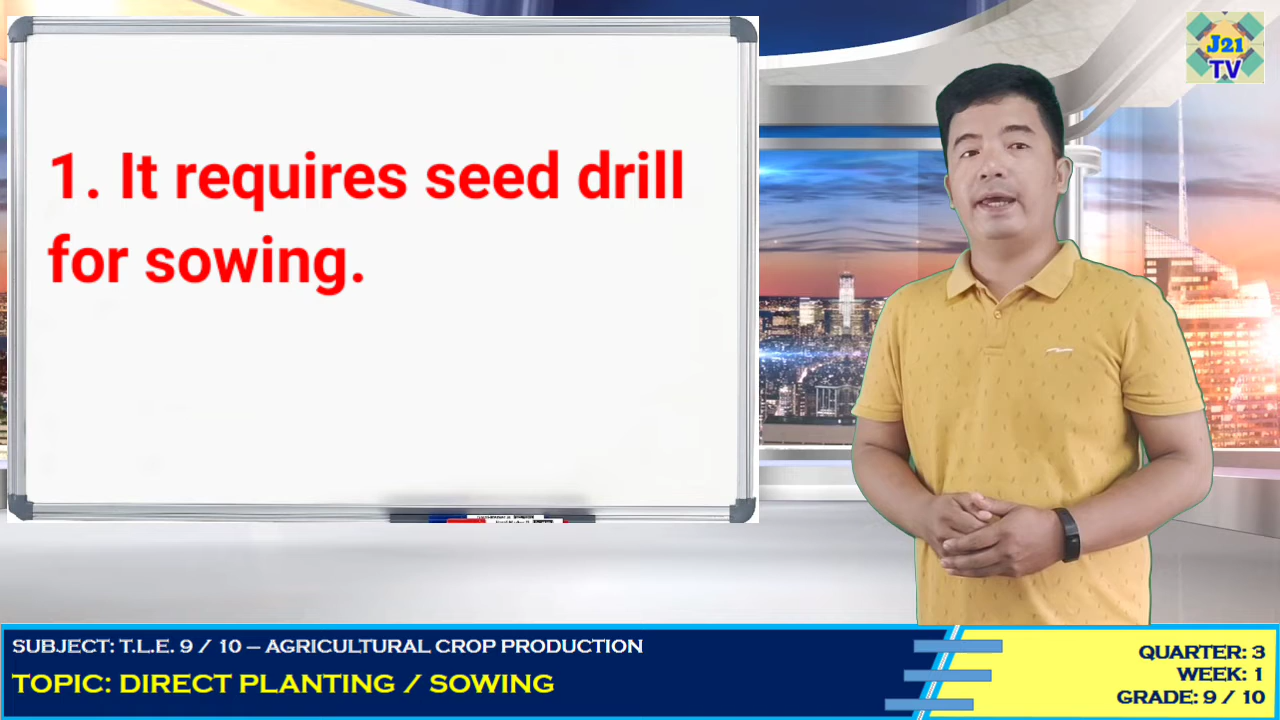 J21
TV
1. It requires seed drill
for sowing.
SUBJECT: T.L.E. 9 / 10 – AGRICULTURAL CROP PRODUCTION
TOPIC: DIRECT PLANTING / SOWING
QUARTER: 3
WEEK: 1
GRADE: 9 / 10